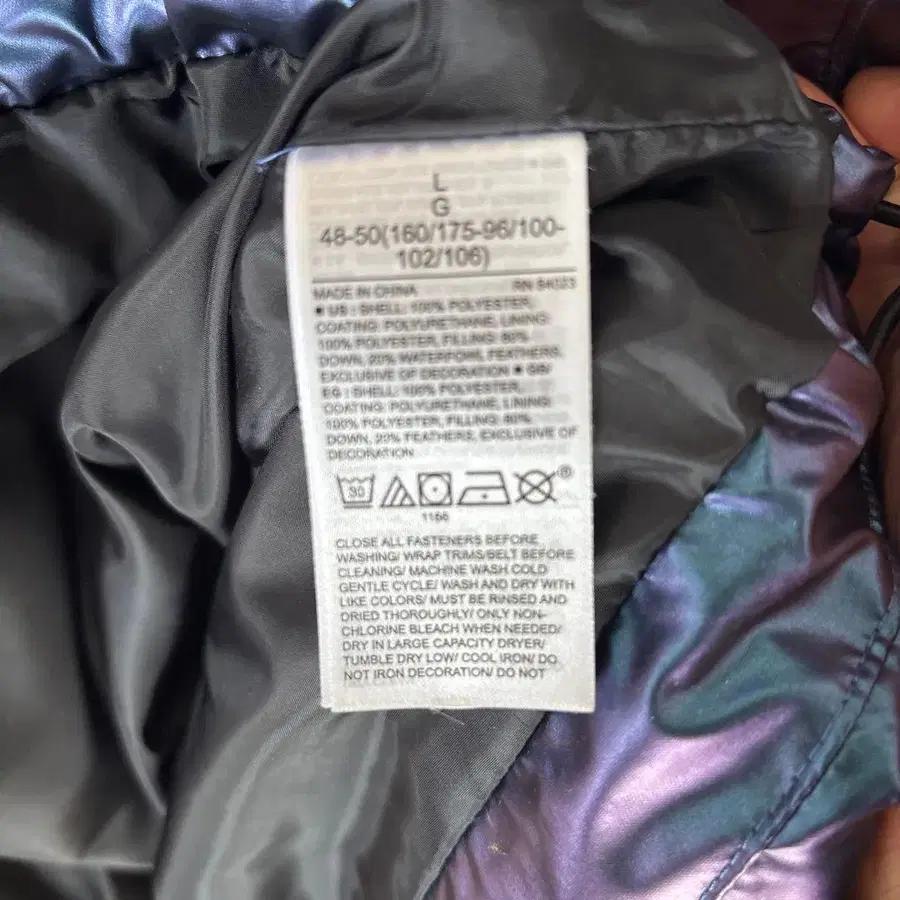 L
G
48-50(160/175-96/100-
102/106)
MADE IN CHINA RN 54023
• US : SHELL: 100% POLYESTER,
COATING: POLYURETHANE, LINING:
100% POLYESTER, FILLING: 80%
DOWN, 20% WATERFOWL FEATHERS,
EXCLUSIVE OF DECORATION • GB/
EG : SHELL: 100% POLYESTER,
COATING: POLYURETHANE, LINING:
100% POLYESTER, FILLING: 80%
DOWN, 20% FEATHERS, EXCLUSIVE OF
DECORATION
30
®
1166
CLOSE ALL FASTENERS BEFORE
WASHING/ WRAP TRIMS/BELT BEFORE
CLEANING/ MACHINE WASH COLD
GENTLE CYCLE/ WASH AND DRY WITH
LIKE COLORS/ MUST BE RINSED AND
DRIED THOROUGHLY/ ONLY NON-
CHLORINE BLEACH WHEN NEEDED/
DRY IN LARGE CAPACITY DRYER/
TUMBLE DRY LOW/ COOL IRON/ DO
NOT IRON DECORATION/ DO NOT